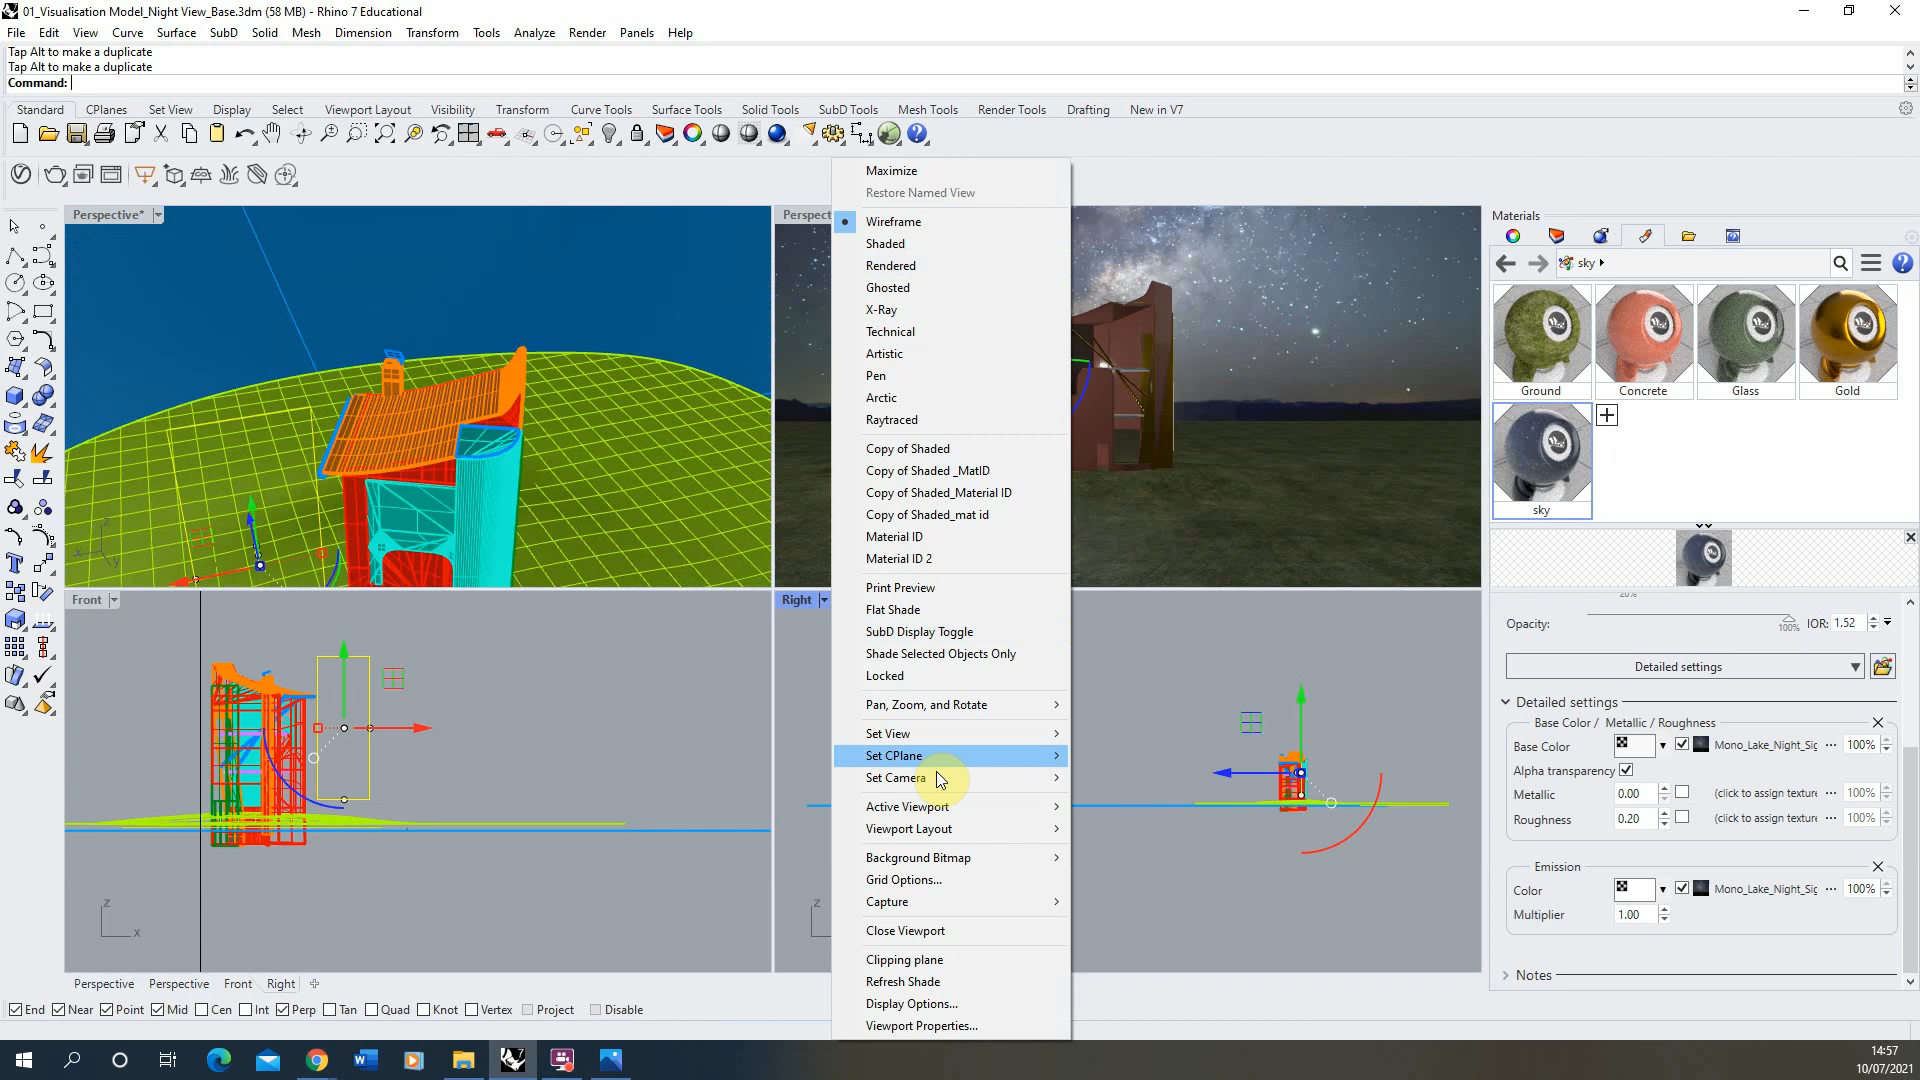 01_Visualisation Model_Night View_Base.3dm (58 MB) - Rhino 7 Educational
File Edit View Curve Surface SubD Solid Mesh Dimension Transform Tools Analyze Render Panels Help
Tap Alt to make a duplicate
Tap Alt to make a duplicate
Command:
Standard CPlanes Set View Display Select Viewport Layout Visibility Transform Curve Tools Surface Tools Solid Tools SubD Tools Mesh Tools Render Tools Drafting New in V7
Perspective*
Perspect
Maximize
Restore Named View
Wireframe
Shaded
Rendered
Ghosted
X-Ray
Technical
Artistic
Pen
Arctic
Raytraced
Copy of Shaded
Copy of Shaded _MatID
Copy of Shaded_Material ID
Copy of Shaded_mat id
Material ID
Material ID 2
Print Preview
Flat Shade
SubD Display Toggle
Shade Selected Objects Only
Locked
Pan, Zoom, and Rotate
Set View
Set CPlane
Set Camera
Active Viewport
Viewport Layout
Background Bitmap
Grid Options...
Capture
Close Viewport
Clipping plane
Refresh Shade
Display Options...
Viewport Properties...
Front
Right
z
x
z
x
y
z
Materials
sky
Ground Concrete Glass Gold
sky
20%
Opacity: 100% IOR: 1.52
Detailed settings
Detailed settings
Base Color / Metallic / Roughness
Base Color Mono_Lake_Night_Sig ... 100%
Alpha transparency
Metallic 0.00 (click to assign texture ... 100%
Roughness 0.20 (click to assign texture ... 100%
Emission
Color Mono_Lake_Night_Sig ... 100%
Multiplier 1.00
Notes
Perspective Perspective Front Right
End Near Point Mid Cen Int Perp Tan Quad Knot Vertex Project Disable
14:57
10/07/2021